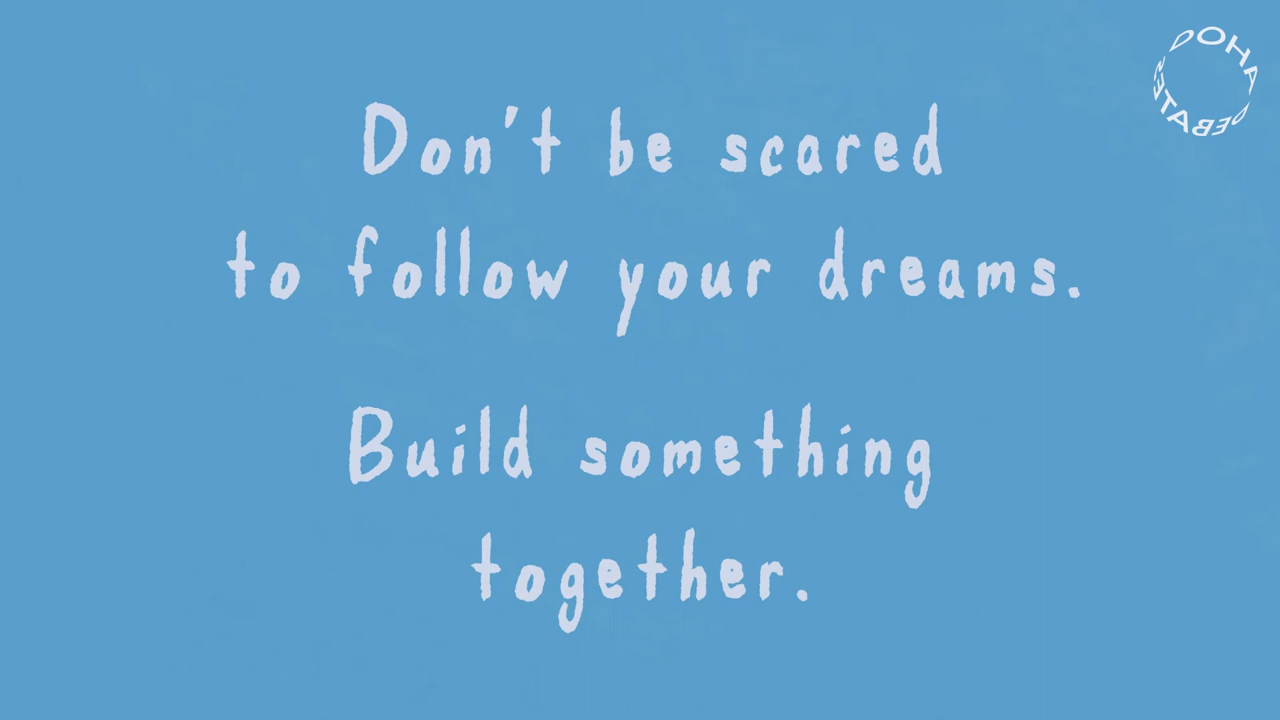 DOHA DEBATES
Don't be scared
to follow your dreams.
Build something
together.